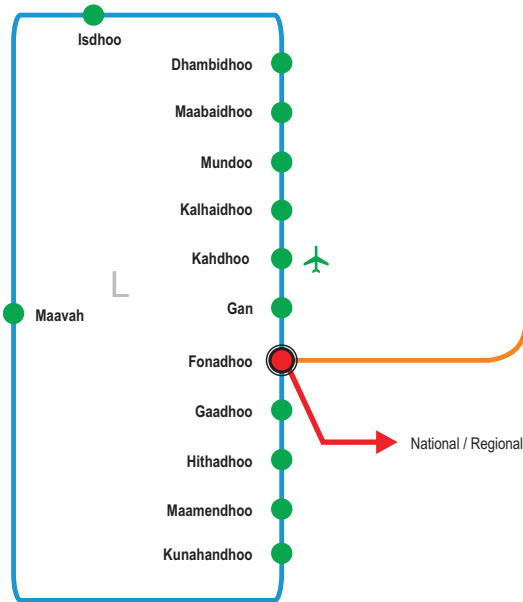 Isdhoo
Dhambidhoo
Maabaidhoo
Mundoo
Kalhaidhoo
Kahdhoo
L
Gan
Maavah
Fonadhoo
Gaadhoo
National / Regional
Hithadhoo
Maamendhoo
Kunahandhoo